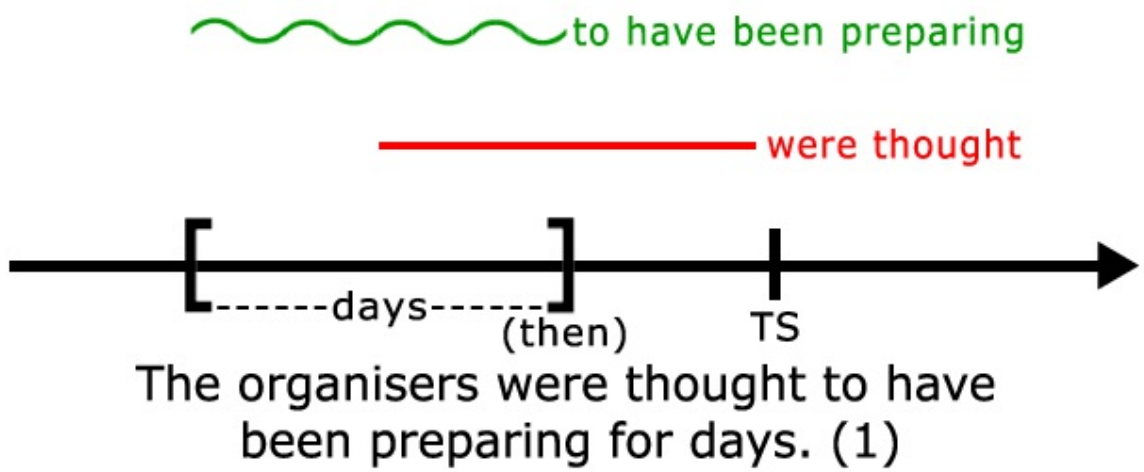 to have been preparing
were thought
[------days------]
(then)
TS
The organisers were thought to have
been preparing for days. (1)